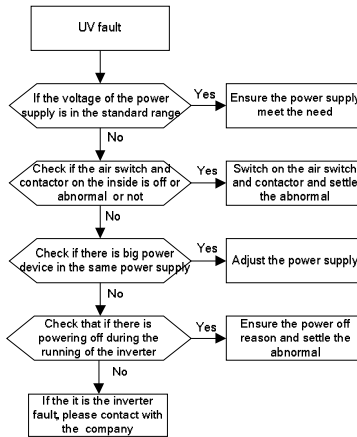 UV fault
If the voltage of the power
supply is in the standard range
Yes
Ensure the power supply
meet the need
No
Check if the air switch and
contactor on the inside is off or
abnormal or not
Yes
Switch on the air switch
and contactor and settle
the abnormal
No
Check if there is big power
device in the same power supply
Yes
Adjust the power supply
No
Check that if there is
powering off during the
running of the inverter
Yes
Ensure the power off
reason and settle the
abnormal
No
If the it is the inverter
fault, please contact with
the company